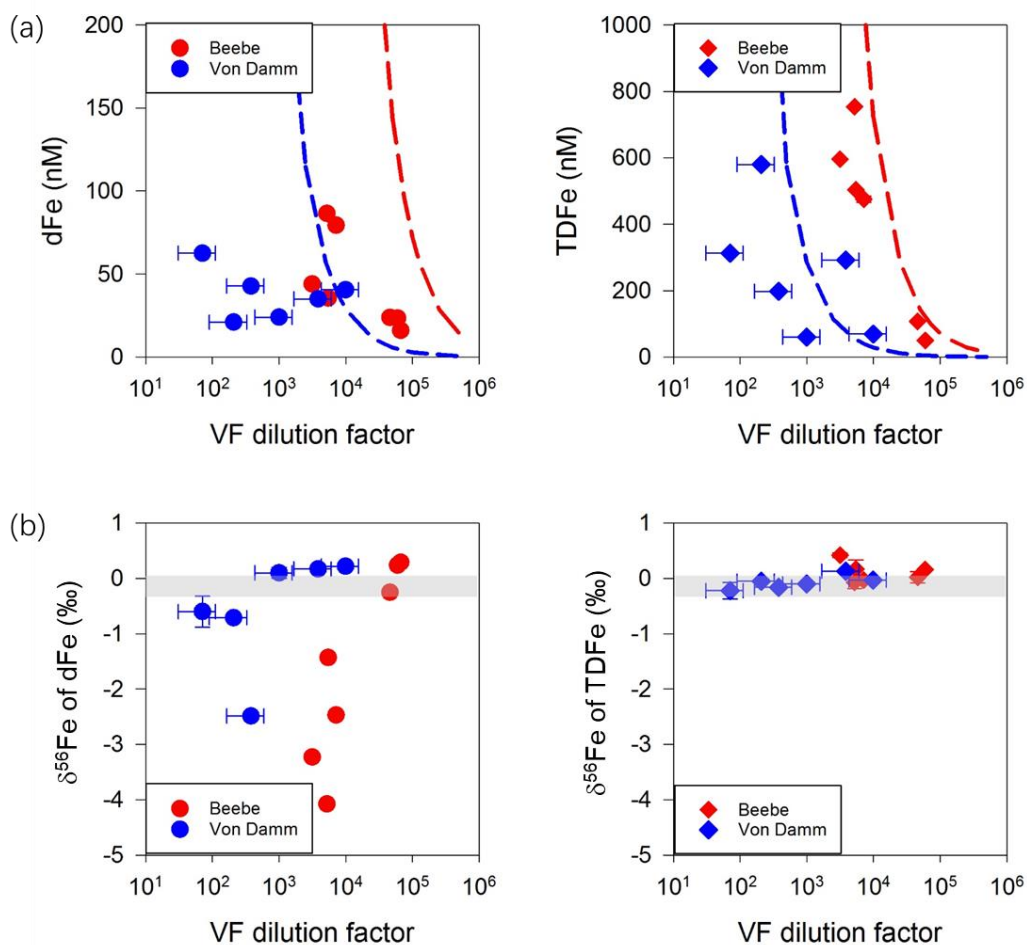 (a)
200
150
100
50
0
dFe (nM)
Beebe
Von Damm
10¹ 10² 10³ 10⁴ 10⁵ 10⁶
VF dilution factor
1000
800
600
400
200
0
TDFe (nM)
Beebe
Von Damm
10¹ 10² 10³ 10⁴ 10⁵ 10⁶
VF dilution factor
(b)
1
0
-1
-2
-3
-4
-5
δ⁵⁶Fe of dFe (‰)
Beebe
Von Damm
10¹ 10² 10³ 10⁴ 10⁵ 10⁶
VF dilution factor
1
0
-1
-2
-3
-4
-5
δ⁵⁶Fe of TDFe (‰)
Beebe
Von Damm
10¹ 10² 10³ 10⁴ 10⁵ 10⁶
VF dilution factor